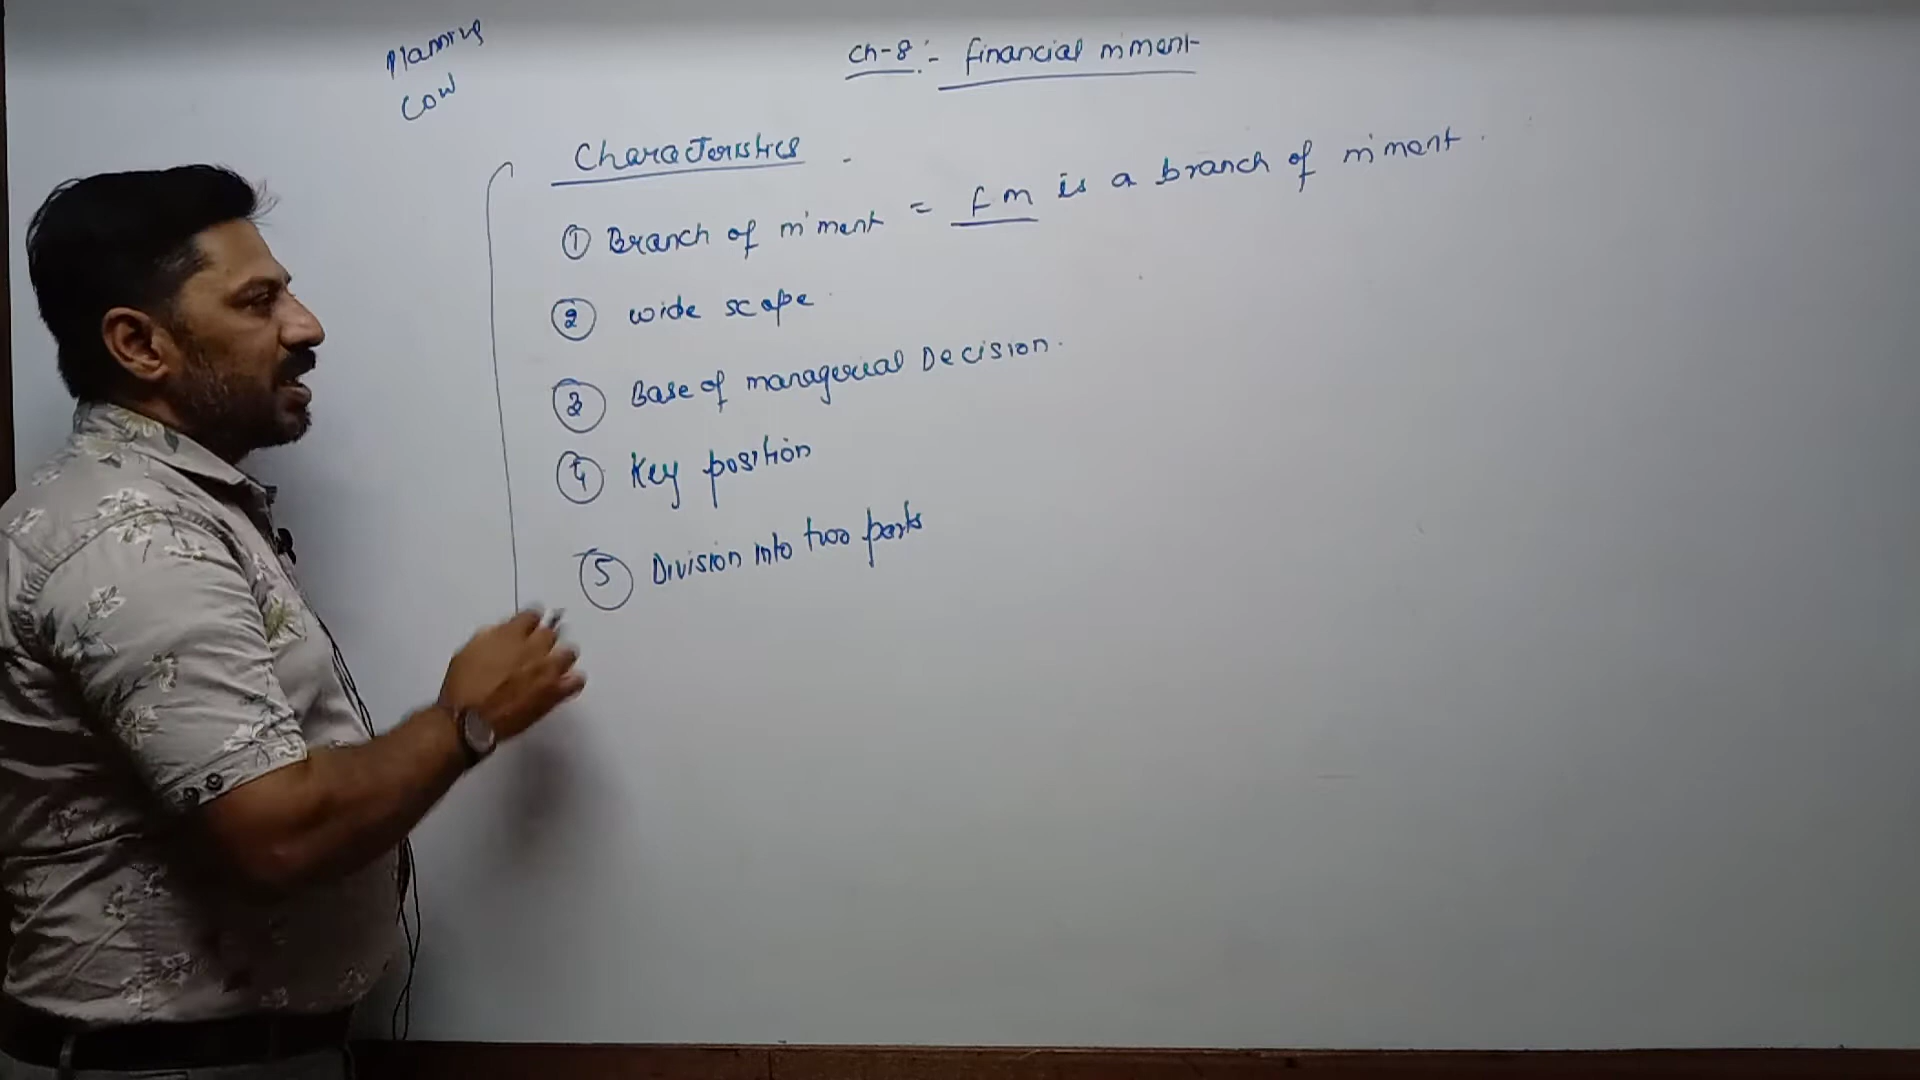 Planning
Cow
Ch-8 :- financial m'ment
Characteristics
① Branch of m'ment = FM is a branch of m'ment.
② wide scope
③ Base of managerial Decision.
④ Key position
⑤ Division into two parts